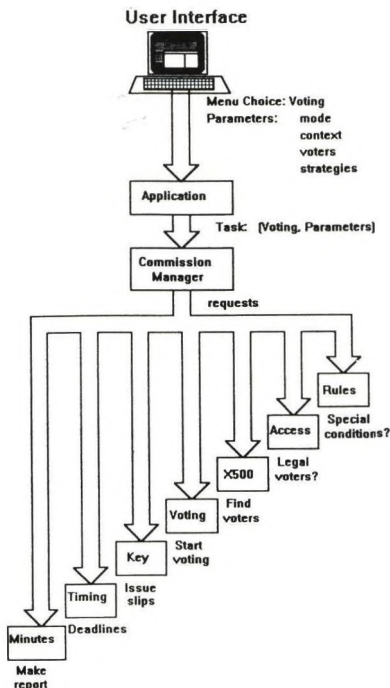 User Interface
Menu Choice: Voting
Parameters: mode
context
voters
strategies
Application
Task: (Voting, Parameters)
Commission
Manager
requests
Rules
Special
conditions?
Access
Legal
voters?
X500
Find
voters
Voting
Start
voting
Key
Issue
slips
Timing
Deadlines
Minutes
Make
report